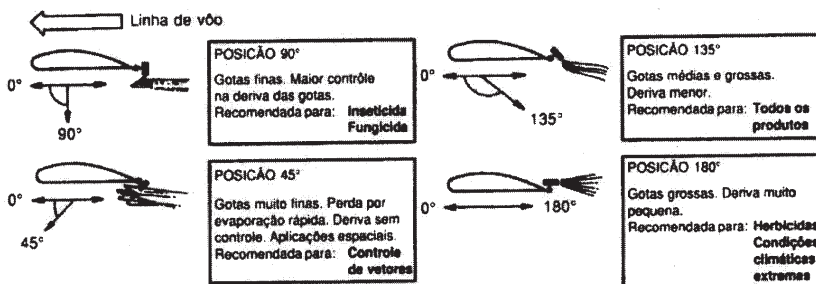 Linha de vôo
0°
90°
POSICÃO 90°
Gotas finas. Maior contrôle
na deriva das gotas.
Recomendada para: Inseticida
Fungicida
0°
135°
POSICÃO 135°
Gotas médias e grossas.
Deriva menor.
Recomendada para: Todos os
produtos
0°
45°
POSICÃO 45°
Gotas muito finas. Perda por
evaporação rápida. Deriva sem
controle. Aplicações espaciais.
Recomendada para: Controle
de vetores
0°
180°
POSICÃO 180°
Gotas grossas. Deriva muito
pequena.
Recomendada para: Herbicidas
Condições
climáticas
extremas